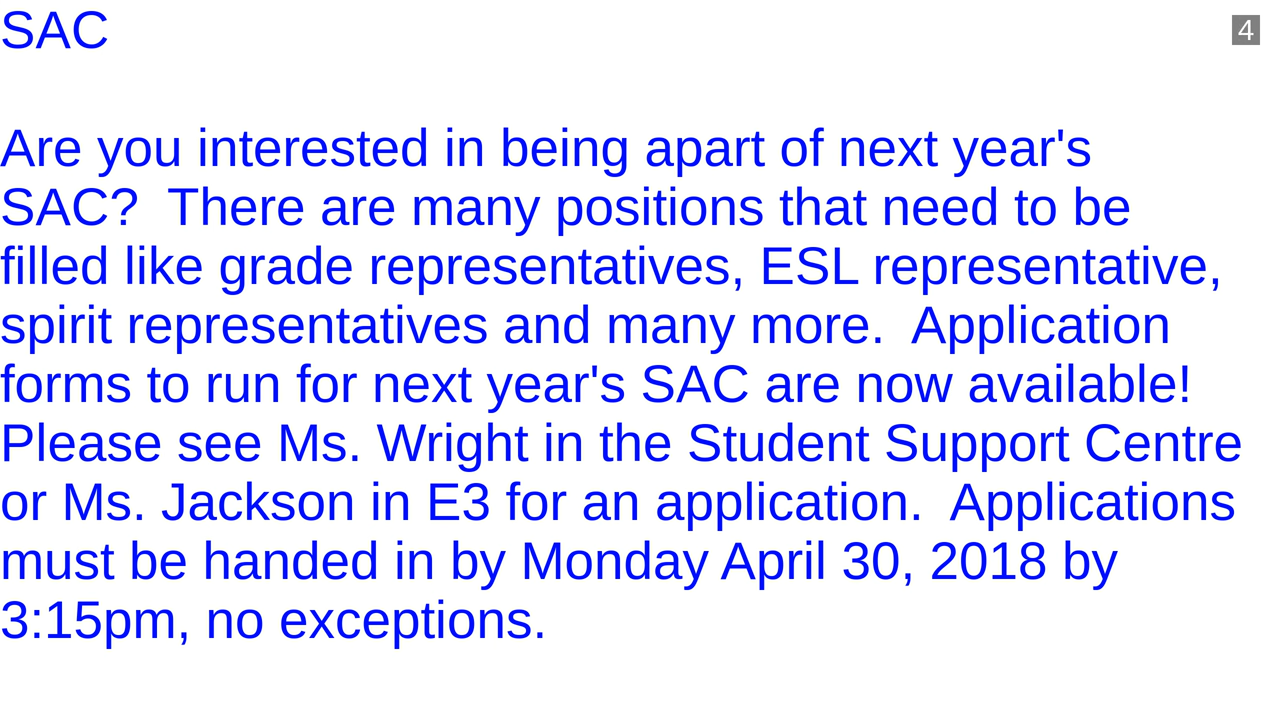 SAC
4
Are you interested in being apart of next year's
SAC?  There are many positions that need to be
filled like grade representatives, ESL representative,
spirit representatives and many more.  Application
forms to run for next year's SAC are now available!
Please see Ms. Wright in the Student Support Centre
or Ms. Jackson in E3 for an application.  Applications
must be handed in by Monday April 30, 2018 by
3:15pm, no exceptions.